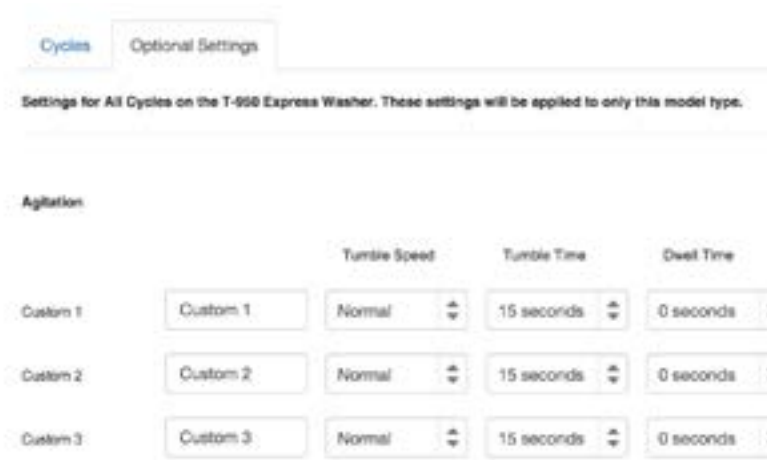 Cycles Optional Settings
Settings for All Cycles on the T-950 Express Washer. These settings will be applied to only this model type.
Agitation
Tumble Speed Tumble Time Dwell Time
Custom 1 Custom 1 Normal 15 seconds 0 seconds
Custom 2 Custom 2 Normal 15 seconds 0 seconds
Custom 3 Custom 3 Normal 15 seconds 0 seconds